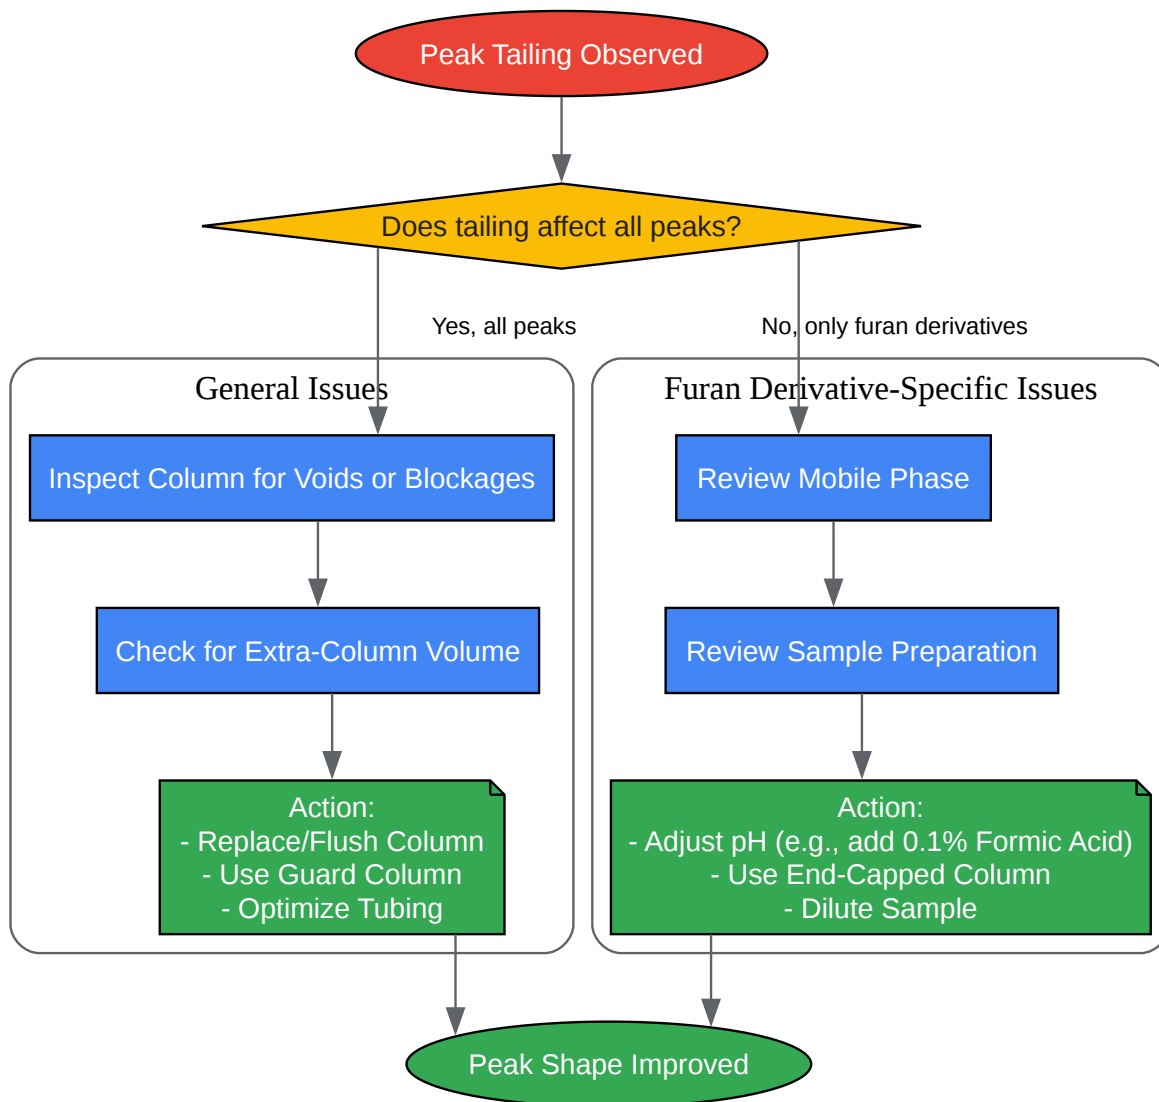 Peak Tailing Observed
Does tailing affect all peaks?
Yes, all peaks
No, only furan derivatives
General Issues
Inspect Column for Voids or Blockages
Check for Extra-Column Volume
Action:
- Replace/Flush Column
- Use Guard Column
- Optimize Tubing
Furan Derivative-Specific Issues
Review Mobile Phase
Review Sample Preparation
Action:
- Adjust pH (e.g., add 0.1% Formic Acid)
- Use End-Capped Column
- Dilute Sample
Peak Shape Improved